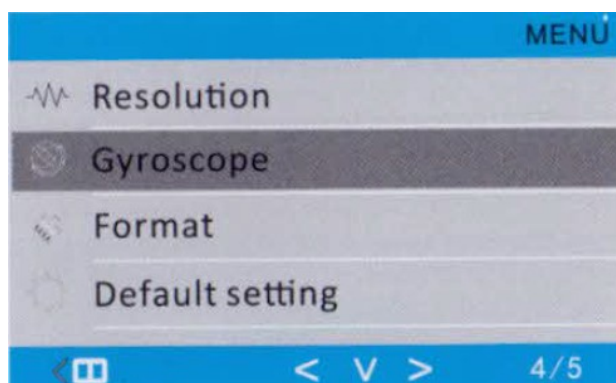 MENU
Resolution
Gyroscope
Format
Default setting
< V > 4/5